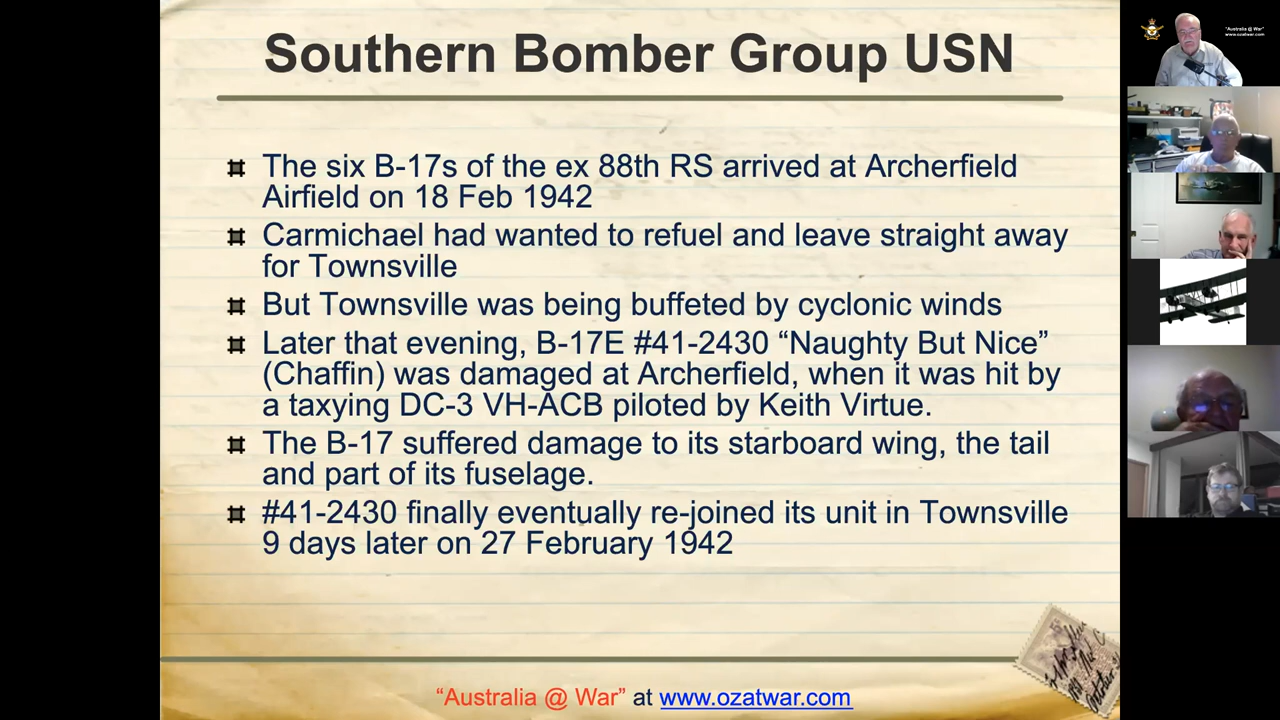 Southern Bomber Group USN
The six B-17s of the ex 88th RS arrived at Archerfield
Airfield on 18 Feb 1942
Carmichael had wanted to refuel and leave straight away
for Townsville
But Townsville was being buffeted by cyclonic winds
Later that evening, B-17E #41-2430 “Naughty But Nice”
(Chaffin) was damaged at Archerfield, when it was hit by
a taxying DC-3 VH-ACB piloted by Keith Virtue.
The B-17 suffered damage to its starboard wing, the tail
and part of its fuselage.
#41-2430 finally eventually re-joined its unit in Townsville
9 days later on 27 February 1942
“Australia @ War” at www.ozatwar.com
"Australia @ War"
www.ozatwar.com